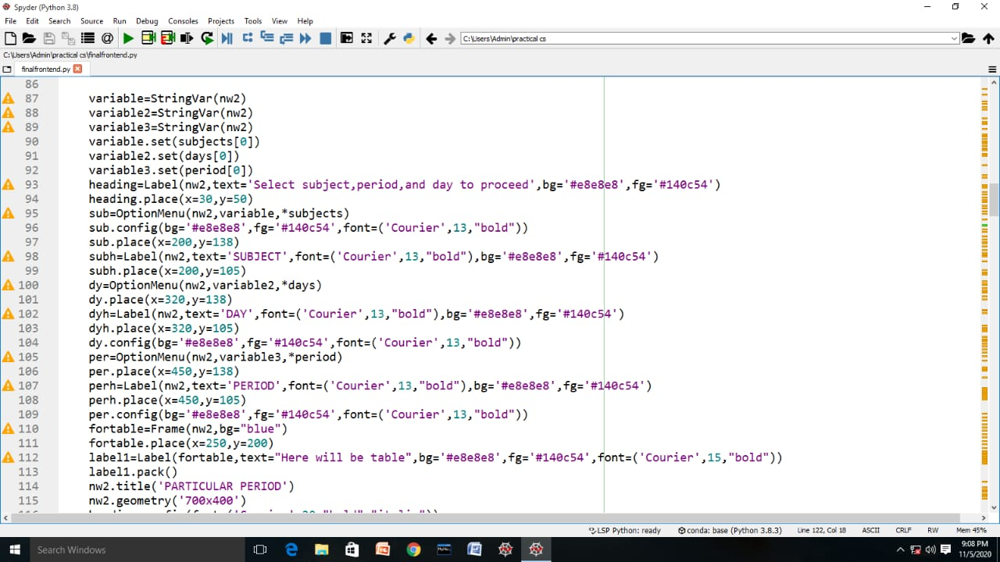 Spyder (Python 3.8)
File Edit Search Source Run Debug Consoles Projects Tools View Help
C:\Users\Admin\practical cs
C:\Users\Admin\practical cs\finalfrontend.py
finalfrontend.py
86
87 variable=StringVar(nw2)
88 variable2=StringVar(nw2)
89 variable3=StringVar(nw2)
90 variable.set(subjects[0])
91 variable2.set(days[0])
92 variable3.set(period[0])
93 heading=Label(nw2,text='Select subject,period,and day to proceed',bg='#e8e8e8',fg='#140c54')
94 heading.place(x=30,y=50)
95 sub=OptionMenu(nw2,variable,*subjects)
96 sub.config(bg='#e8e8e8',fg='#140c54',font=('Courier',13,"bold"))
97 sub.place(x=200,y=138)
98 subh=Label(nw2,text='SUBJECT',font=('Courier',13,"bold"),bg='#e8e8e8',fg='#140c54')
99 subh.place(x=200,y=105)
100 dy=OptionMenu(nw2,variable2,*days)
101 dy.place(x=320,y=138)
102 dyh=Label(nw2,text='DAY',font=('Courier',13,"bold"),bg='#e8e8e8',fg='#140c54')
103 dyh.place(x=320,y=105)
104 dy.config(bg='#e8e8e8',fg='#140c54',font=('Courier',13,"bold"))
105 per=OptionMenu(nw2,variable3,*period)
106 per.place(x=450,y=138)
107 perh=Label(nw2,text='PERIOD',font=('Courier',13,"bold"),bg='#e8e8e8',fg='#140c54')
108 perh.place(x=450,y=105)
109 per.config(bg='#e8e8e8',fg='#140c54',font=('Courier',13,"bold"))
110 fortable=Frame(nw2,bg="blue")
111 fortable.place(x=250,y=200)
112 label1=Label(fortable,text="Here will be table",bg='#e8e8e8',fg='#140c54',font=('Courier',15,"bold"))
113 label1.pack()
114 nw2.title('PARTICULAR PERIOD')
115 nw2.geometry('700x400')
LSP Python: ready conda: base (Python 3.8.3) Line 122, Col 18 ASCII CRLF RW Mem 45%
Search Windows
9:08 PM
11/5/2020